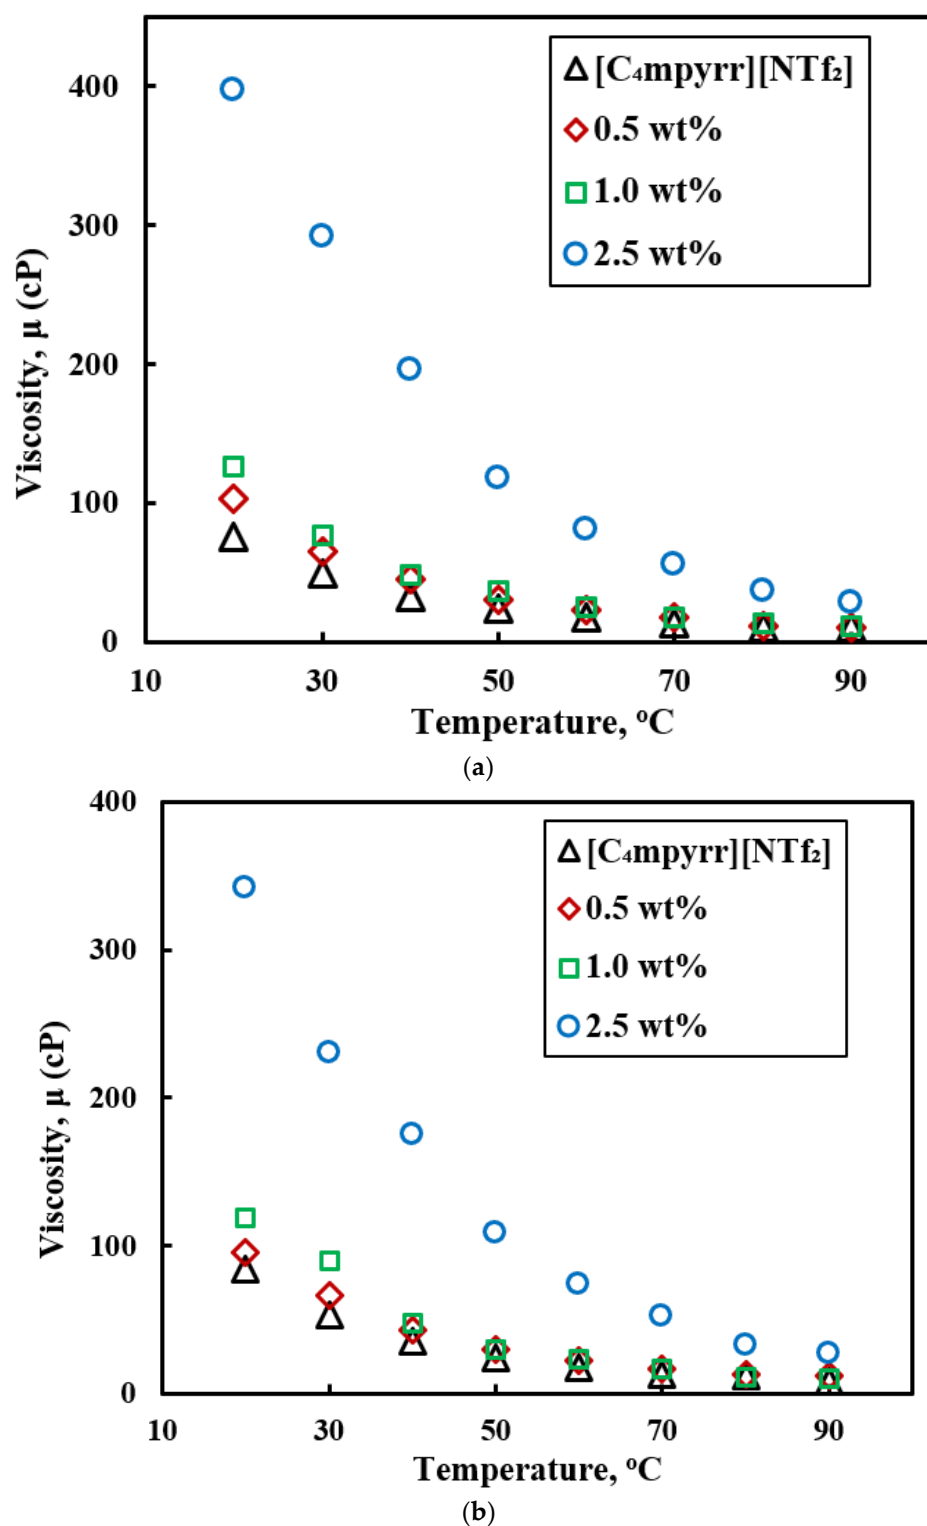 400
300
200
100
0
Viscosity, μ (cP)
[C₄mpyrr][NTf₂]
0.5 wt%
1.0 wt%
2.5 wt%
10 30 50 70 90
Temperature, ºC
(a)
400
300
200
100
0
Viscosity, μ (cP)
[C₄mpyrr][NTf₂]
0.5 wt%
1.0 wt%
2.5 wt%
10 30 50 70 90
Temperature, ºC
(b)